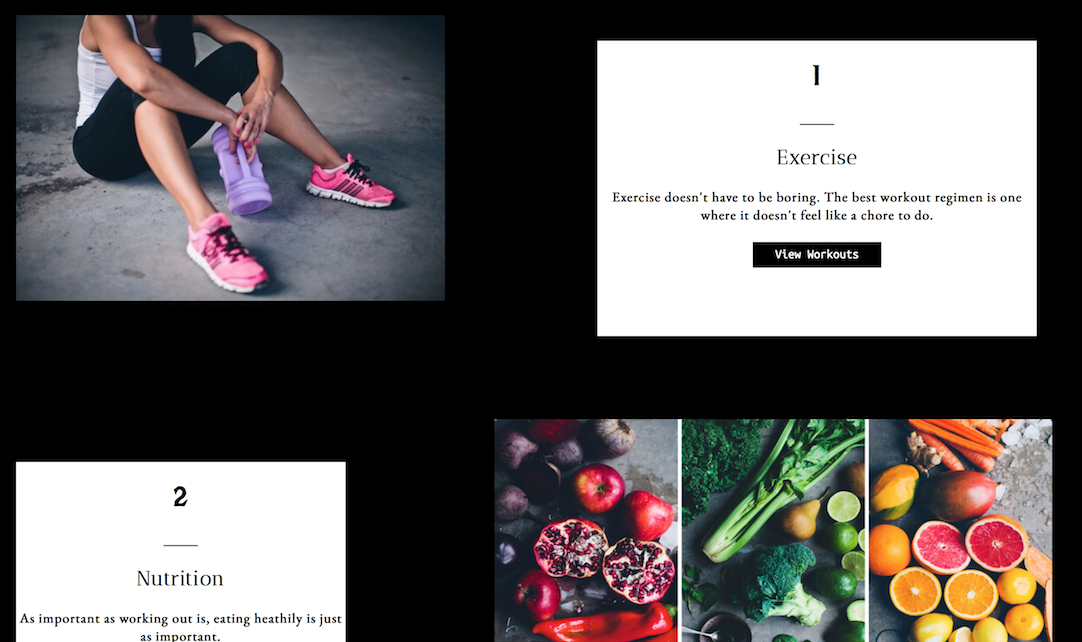 1
Exercise
Exercise doesn't have to be boring. The best workout regimen is one
where it doesn't feel like a chore to do.
View Workouts
2
Nutrition
As important as working out is, eating heathily is just
as important.